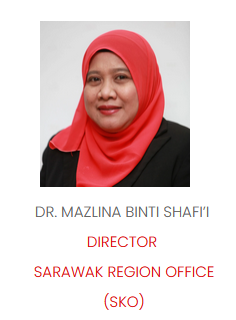 DR. MAZLINA BINTI SHAFI’I
DIRECTOR
SARAWAK REGION OFFICE
(SKO)